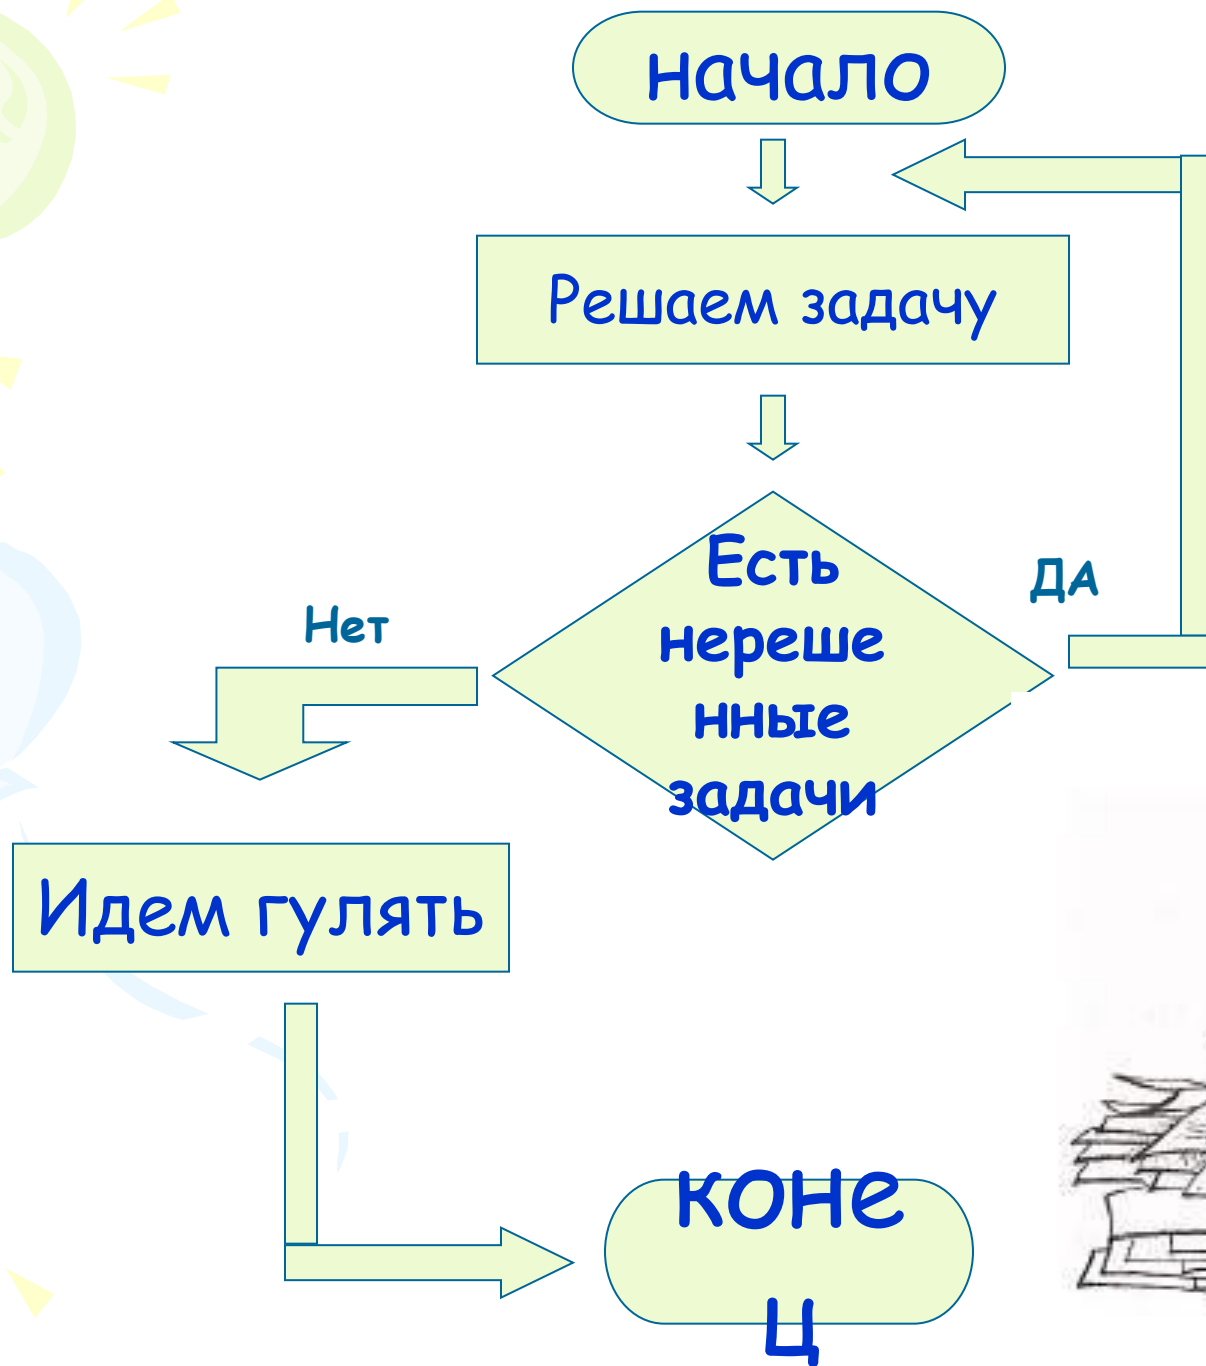 начало
Решаем задачу
Есть
нереше
нные
задачи
ДА
Нет
Идем гулять
коне
ц